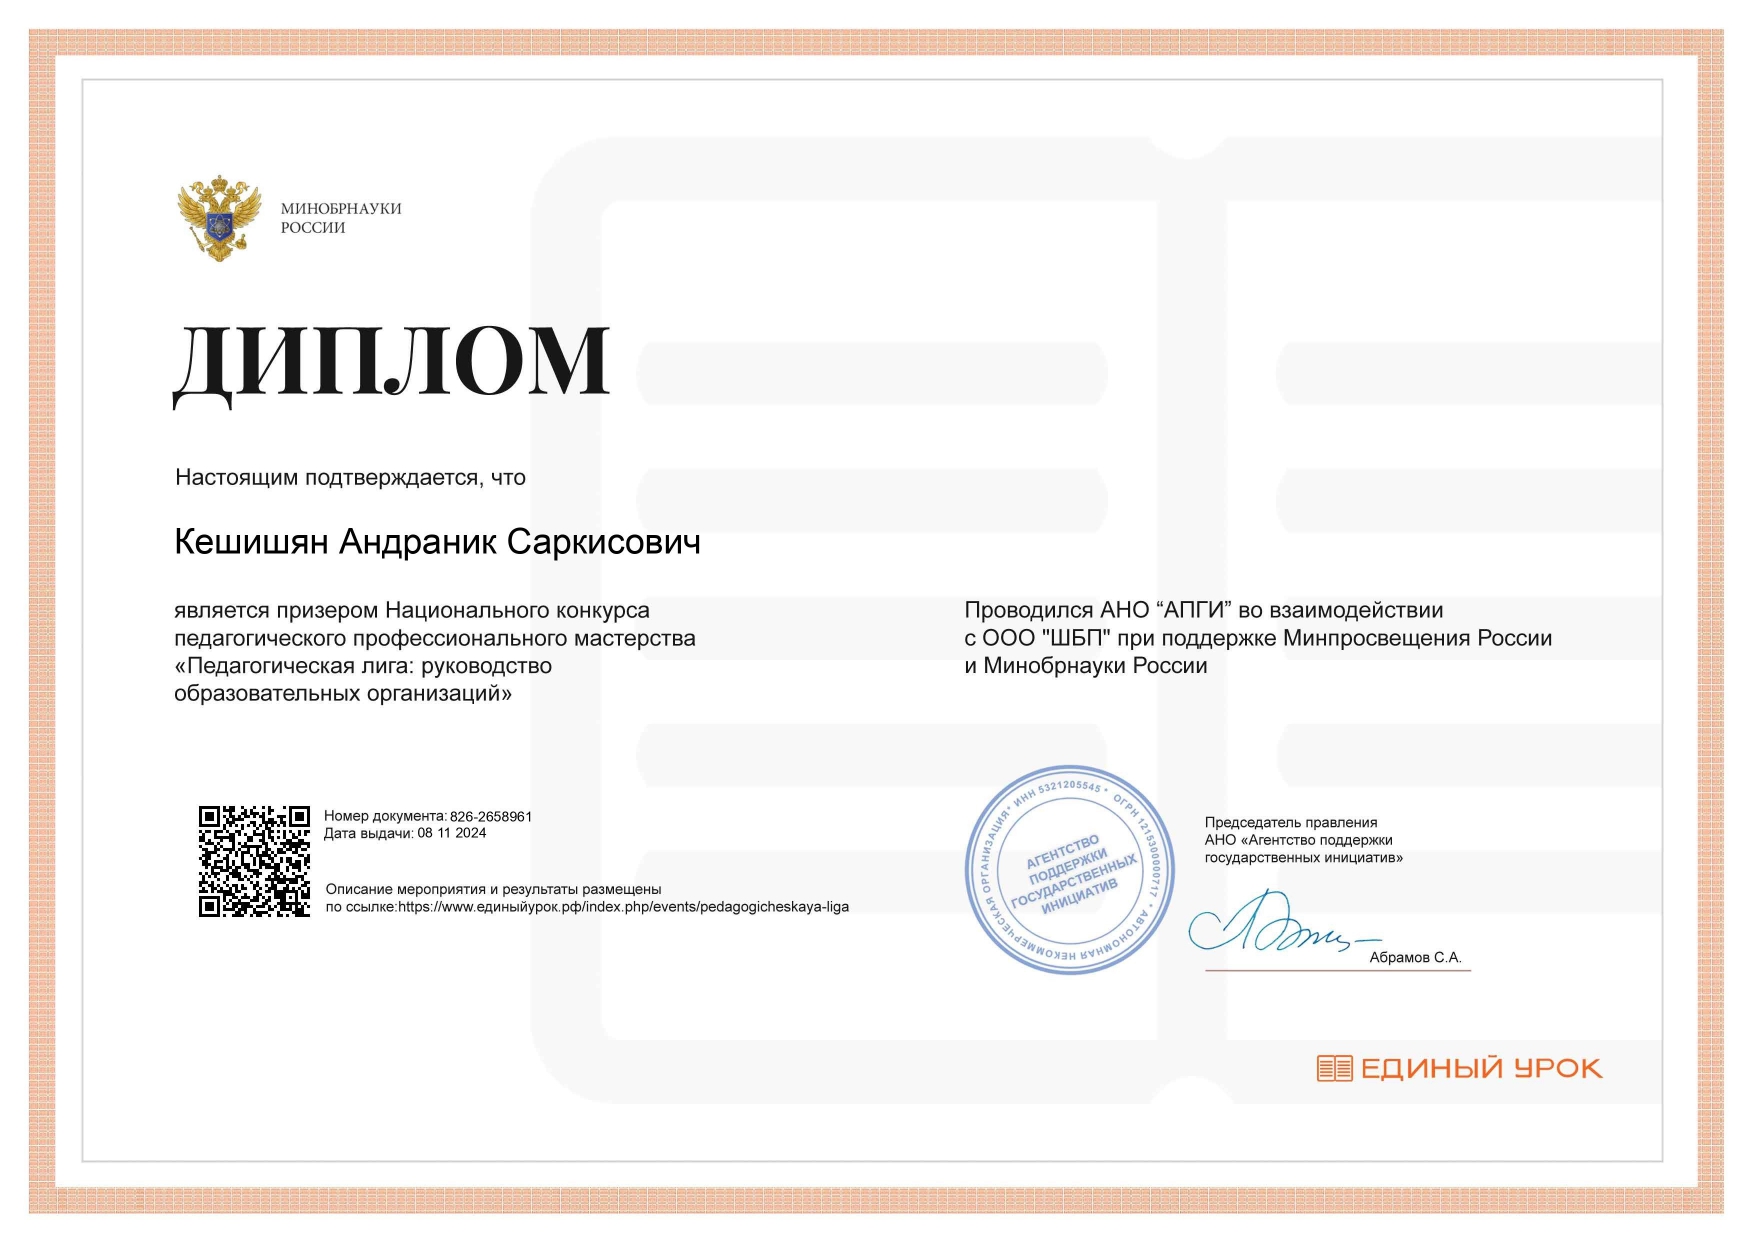 МИНОБРНАУКИ
РОССИИ
ДИПЛОМ
Настоящим подтверждается, что
Кешишян Андраник Саркисович
является призером Национального конкурса
педагогического профессионального мастерства
«Педагогическая лига: руководство
образовательных организаций»
Проводился АНО “АПГИ” во взаимодействии
с ООО "ШБП" при поддержке Минпросвещения России
и Минобрнауки России
Номер документа: 826-2658961
Дата выдачи: 08 11 2024
Описание мероприятия и результаты размещены
по ссылке:https://www.единыйурок.рф/index.php/events/pedagogicheskaya-liga
АВТОНОМНАЯ НЕКОММЕРЧЕСКАЯ ОРГАНИЗАЦИЯ * ИНН 5321205545 * ОГРН 1215300000717 *
АГЕНТСТВО
ПОДДЕРЖКИ
ГОСУДАРСТВЕННЫХ
ИНИЦИАТИВ
Председатель правления
АНО «Агентство поддержки
государственных инициатив»
Абрамов С.А.
ЕДИНЫЙ УРОК